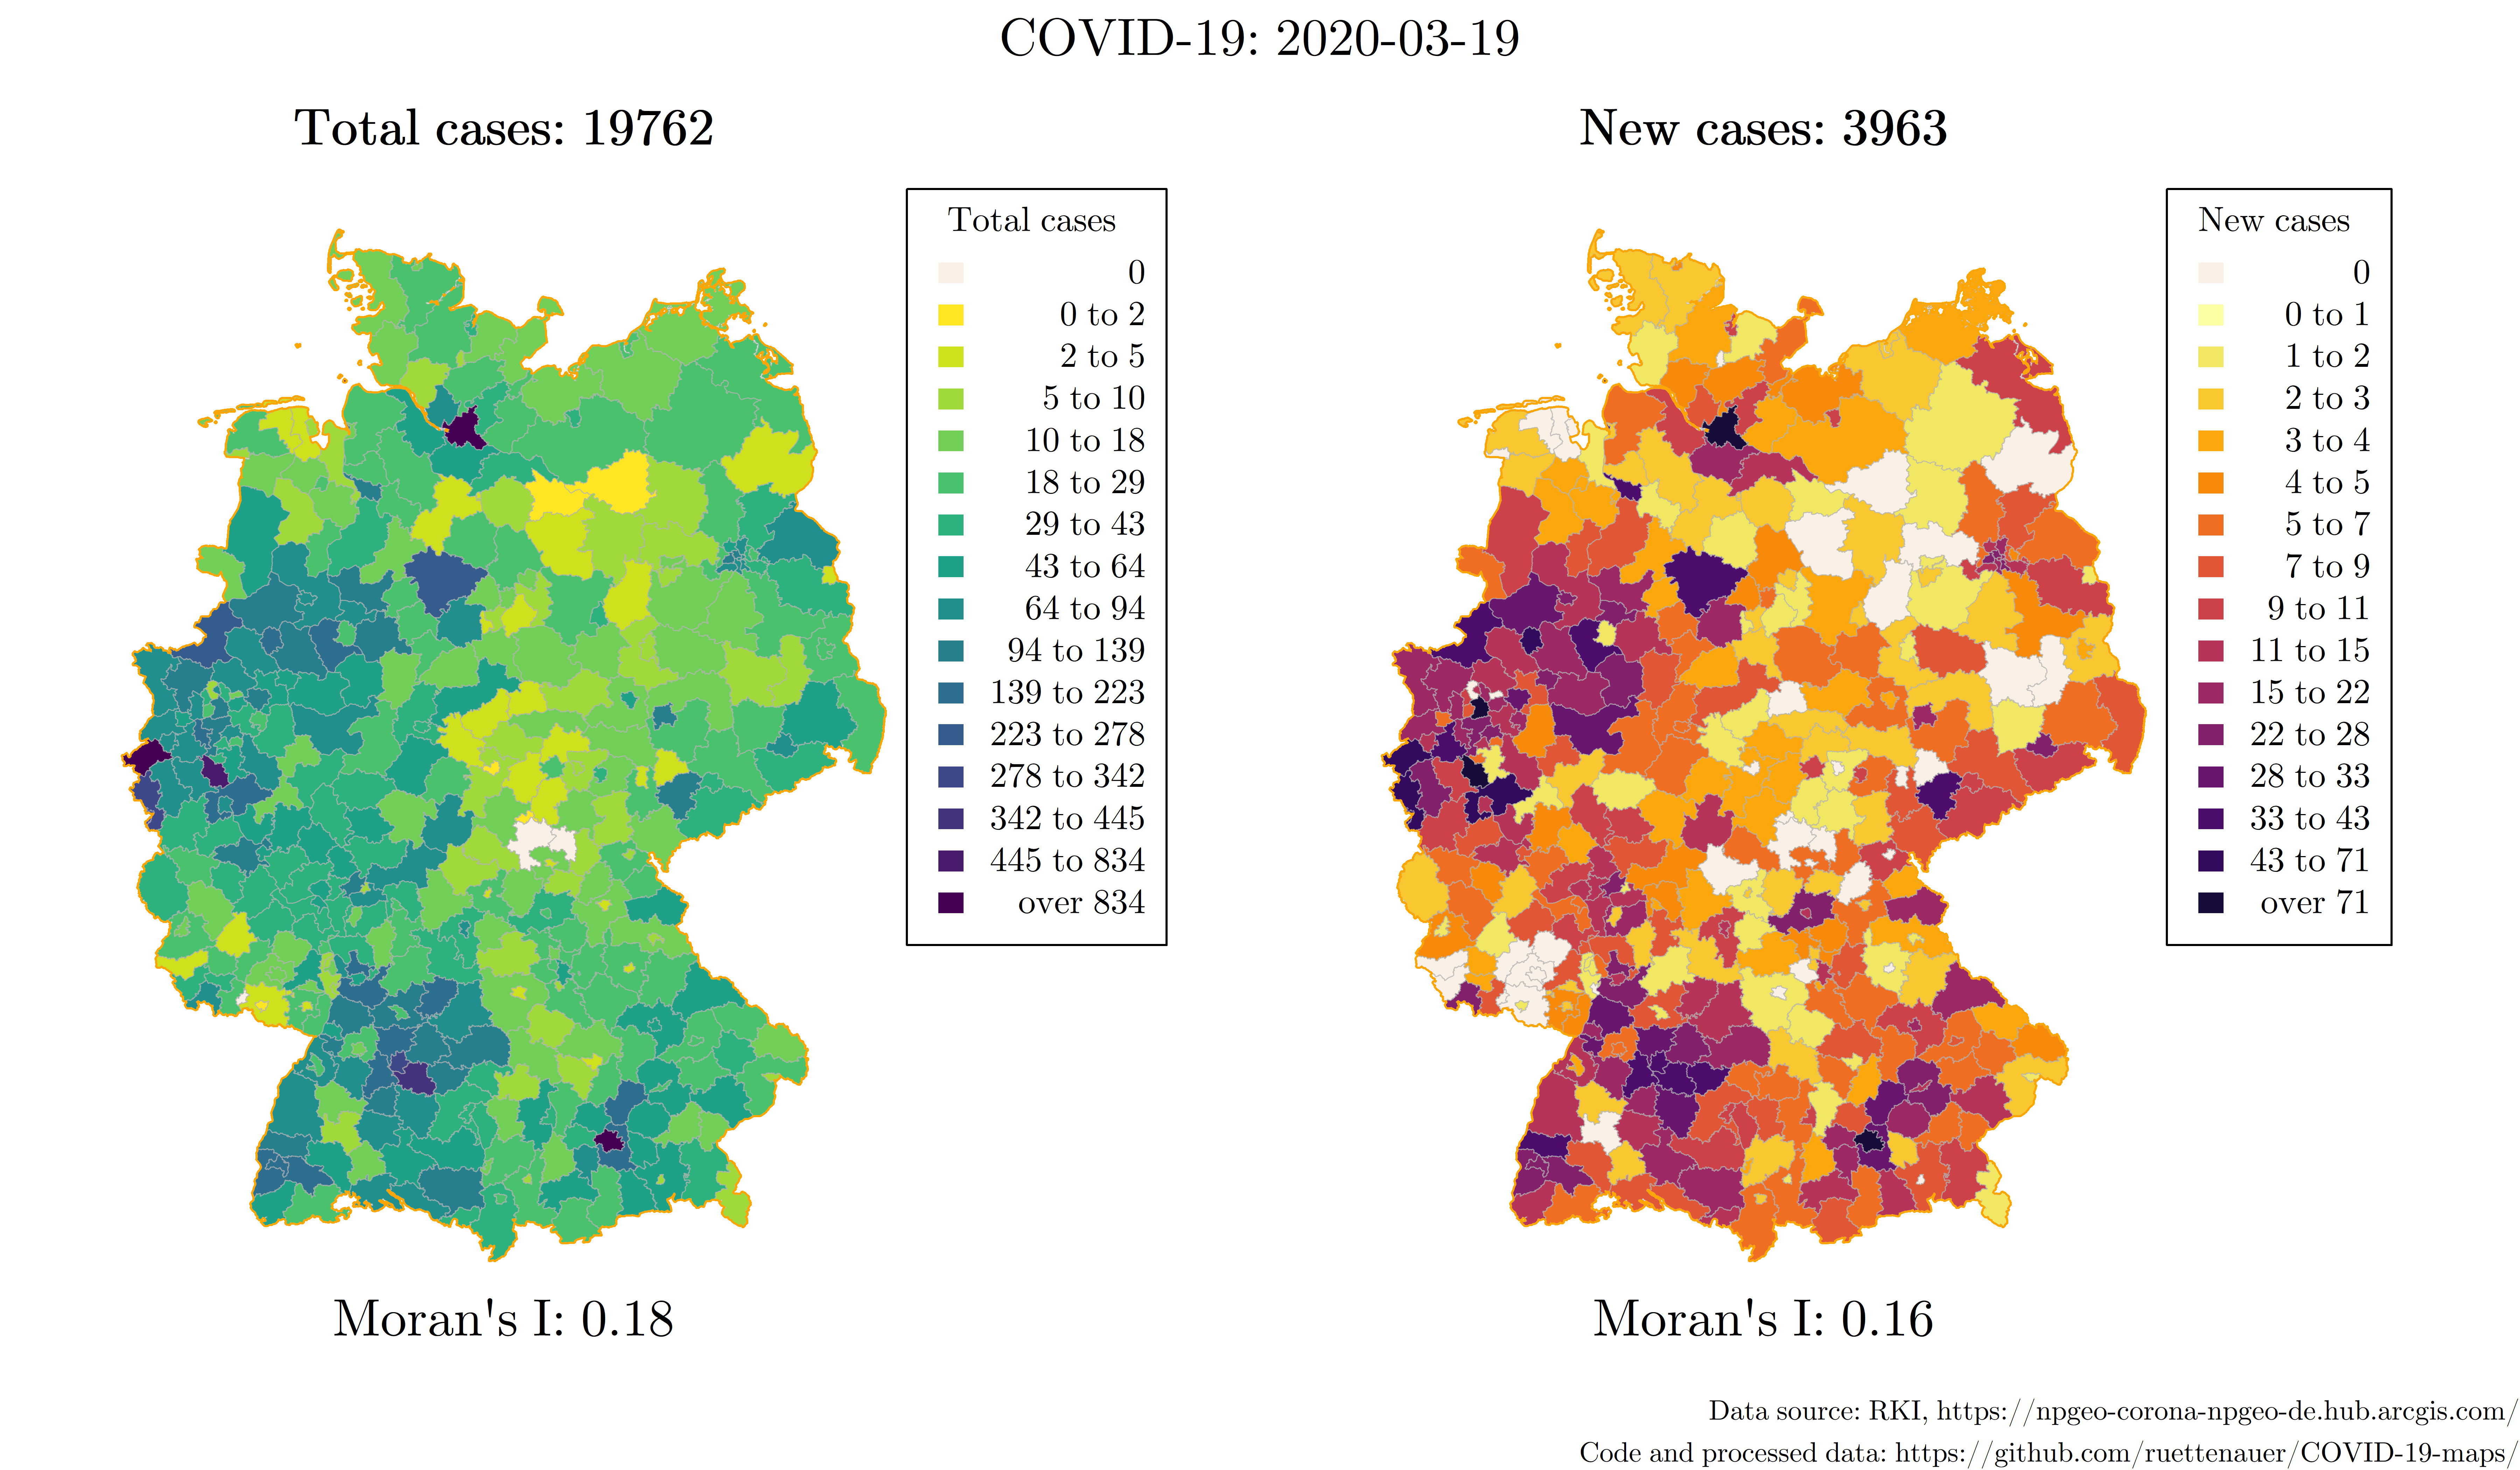 COVID-19: 2020-03-19
Total cases: 19762
Total cases
0
0 to 2
2 to 5
5 to 10
10 to 18
18 to 29
29 to 43
43 to 64
64 to 94
94 to 139
139 to 223
223 to 278
278 to 342
342 to 445
445 to 834
over 834
Moran's I: 0.18
New cases: 3963
New cases
0
0 to 1
1 to 2
2 to 3
3 to 4
4 to 5
5 to 7
7 to 9
9 to 11
11 to 15
15 to 22
22 to 28
28 to 33
33 to 43
43 to 71
over 71
Moran's I: 0.16
Data source: RKI, https://npgeo-corona-npgeo-de.hub.arcgis.com/
Code and processed data: https://github.com/ruettenauer/COVID-19-maps/